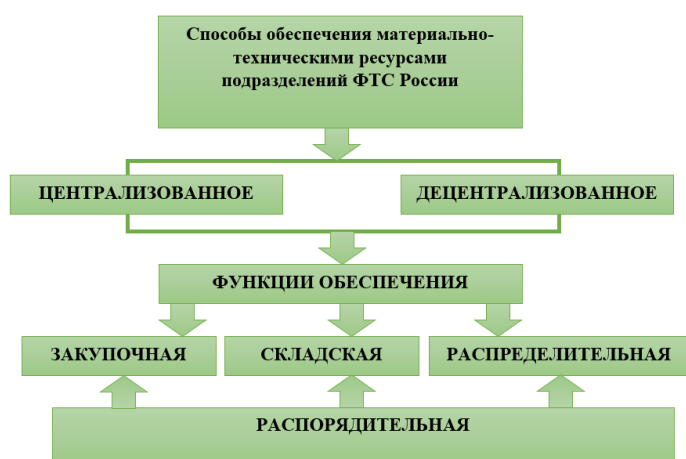 Способы обеспечения материально-
техническими ресурсами
подразделений ФТС России
ЦЕНТРАЛИЗОВАННОЕ
ДЕЦЕНТРАЛИЗОВАННОЕ
ФУНКЦИИ ОБЕСПЕЧЕНИЯ
ЗАКУПОЧНАЯ
СКЛАДСКАЯ
РАСПРЕДЕЛИТЕЛЬНАЯ
РАСПОРЯДИТЕЛЬНАЯ